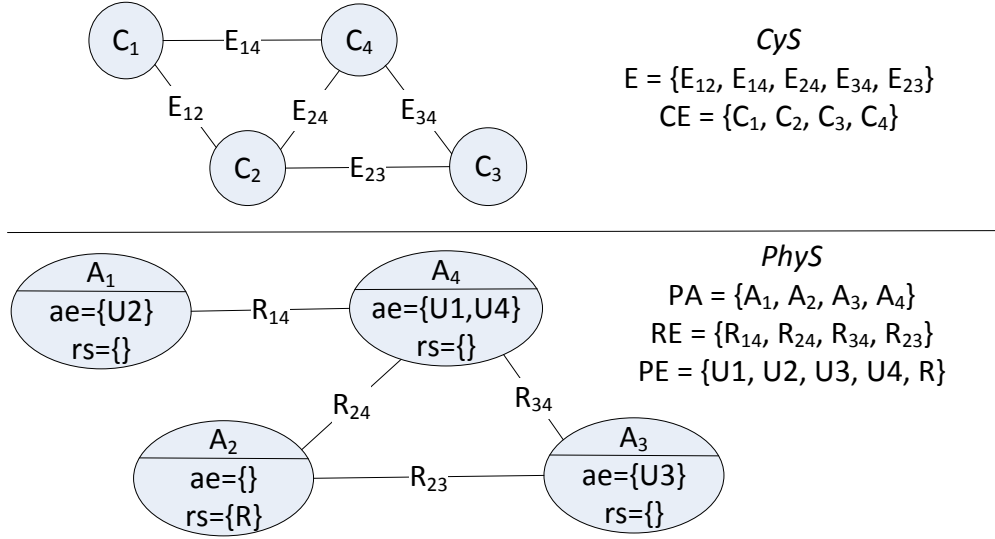 C₁
E₁₄
C₄
E₁₂
E₂₄
E₃₄
C₂
E₂₃
C₃
CyS
E = {E₁₂, E₁₄, E₂₄, E₃₄, E₂₃}
CE = {C₁, C₂, C₃, C₄}
A₁
ae={U2}
rs={}
R₁₄
A₄
ae={U1,U4}
rs={}
R₂₄
R₃₄
A₂
ae={}
rs={R}
R₂₃
A₃
ae={U3}
rs={}
PhyS
PA = {A₁, A₂, A₃, A₄}
RE = {R₁₄, R₂₄, R₃₄, R₂₃}
PE = {U1, U2, U3, U4, R}